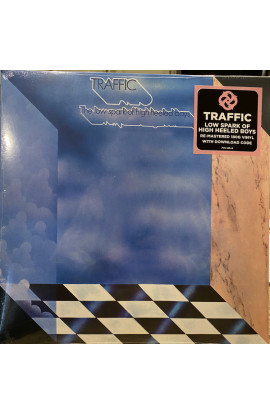 TRAFFIC
The low spark of high heeled boys
TRAFFIC
LOW SPARK OF
HIGH HEELED BOYS
RE-MASTERED 180G VINYL
WITH DOWNLOAD CODE